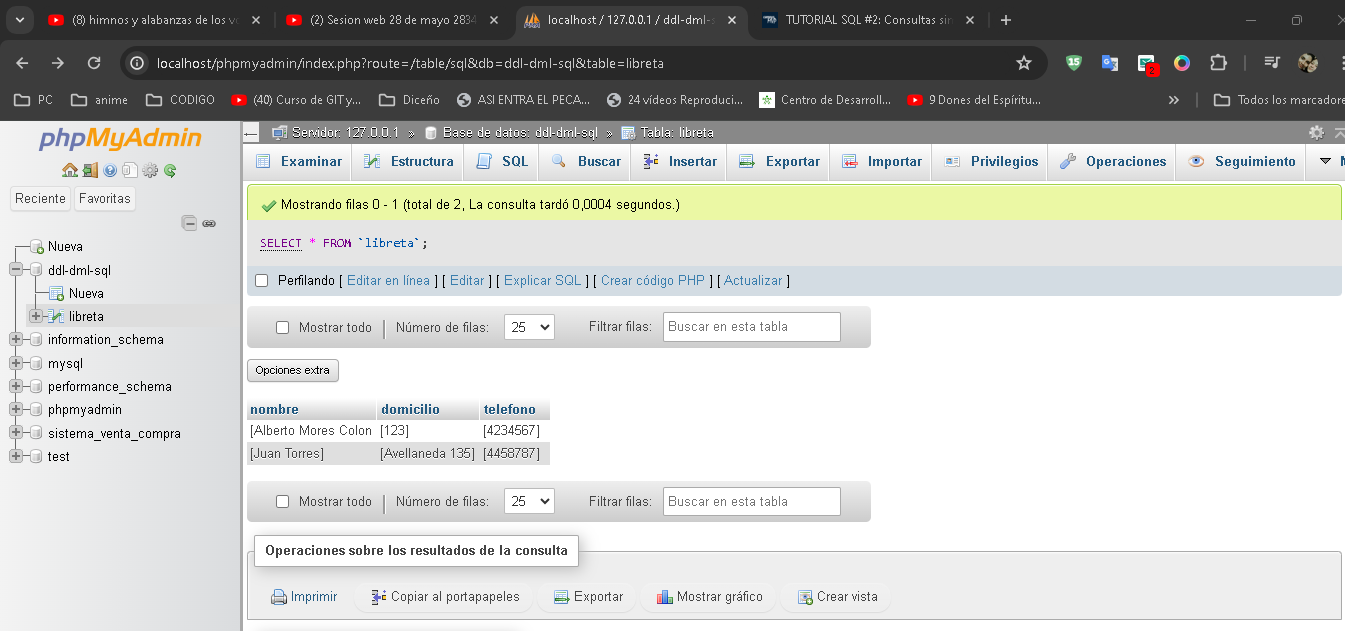 (8) himnos y alabanzas de los v
(2) Sesion web 28 de mayo 2834
localhost / 127.0.0.1 / ddl-dml-s
TUTORIAL SQL #2: Consultas sin
localhost/phpmyadmin/index.php?route=/table/sql&db=ddl-dml-sql&table=libreta
15
2
PC
anime
CODIGO
(40) Curso de GIT y...
Diceño
ASI ENTRA EL PECA...
24 vídeos Reproduci...
Centro de Desarroll...
9 Dones del Espíritu...
»
Todos los marcadore
phpMyAdmin
Reciente
Favoritas
Nueva
ddl-dml-sql
Nueva
libreta
information_schema
mysql
performance_schema
phpmyadmin
sistema_venta_compra
test
Servidor: 127.0.0.1 » Base de datos: ddl-dml-sql » Tabla: libreta
Examinar
Estructura
SQL
Buscar
Insertar
Exportar
Importar
Privilegios
Operaciones
Seguimiento
Mostrando filas 0 - 1 (total de 2, La consulta tardó 0,0004 segundos.)
SELECT * FROM `libreta`;
Perfilando [ Editar en línea ] [ Editar ] [ Explicar SQL ] [ Crear código PHP ] [ Actualizar ]
Mostrar todo | Número de filas: 25 Filtrar filas: Buscar en esta tabla
Opciones extra
nombre domicilio telefono
[Alberto Mores Colon [123] [4234567]
[Juan Torres] [Avellaneda 135] [4458787]
Mostrar todo | Número de filas: 25 Filtrar filas: Buscar en esta tabla
Operaciones sobre los resultados de la consulta
Imprimir
Copiar al portapapeles
Exportar
Mostrar gráfico
Crear vista